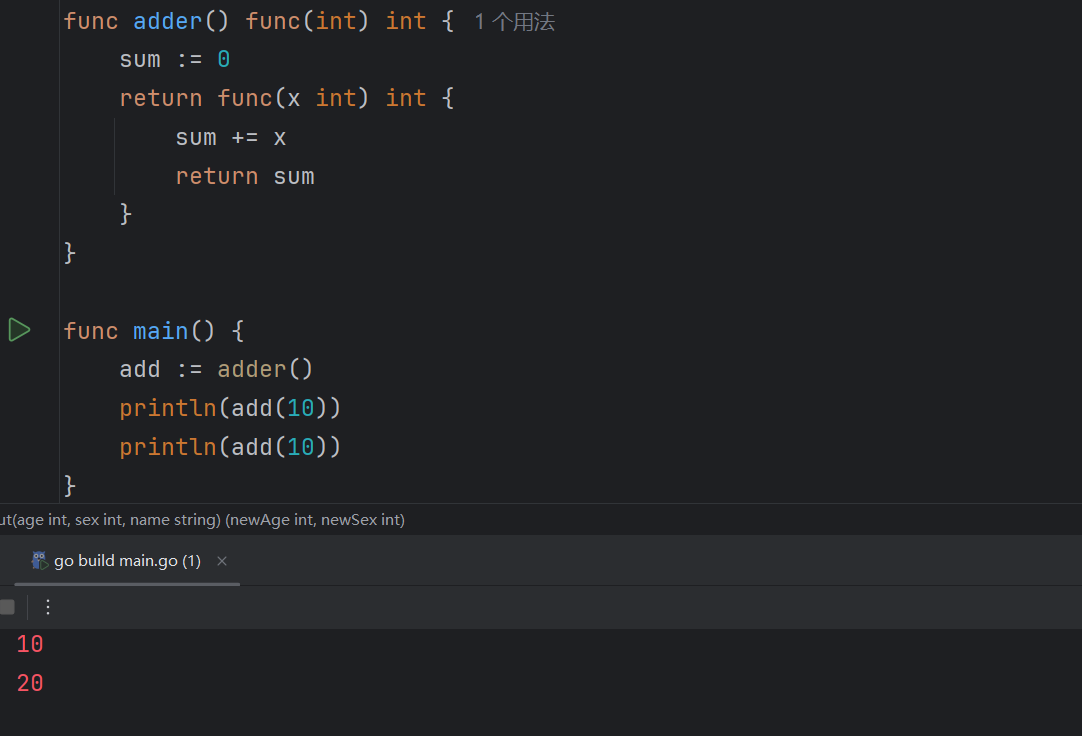 func adder() func(int) int { 1 个用法
    sum := 0
    return func(x int) int {
        sum += x
        return sum
    }
}
func main() {
    add := adder()
    println(add(10))
    println(add(10))
}
ut(age int, sex int, name string) (newAge int, newSex int)
go build main.go (1)
10
20